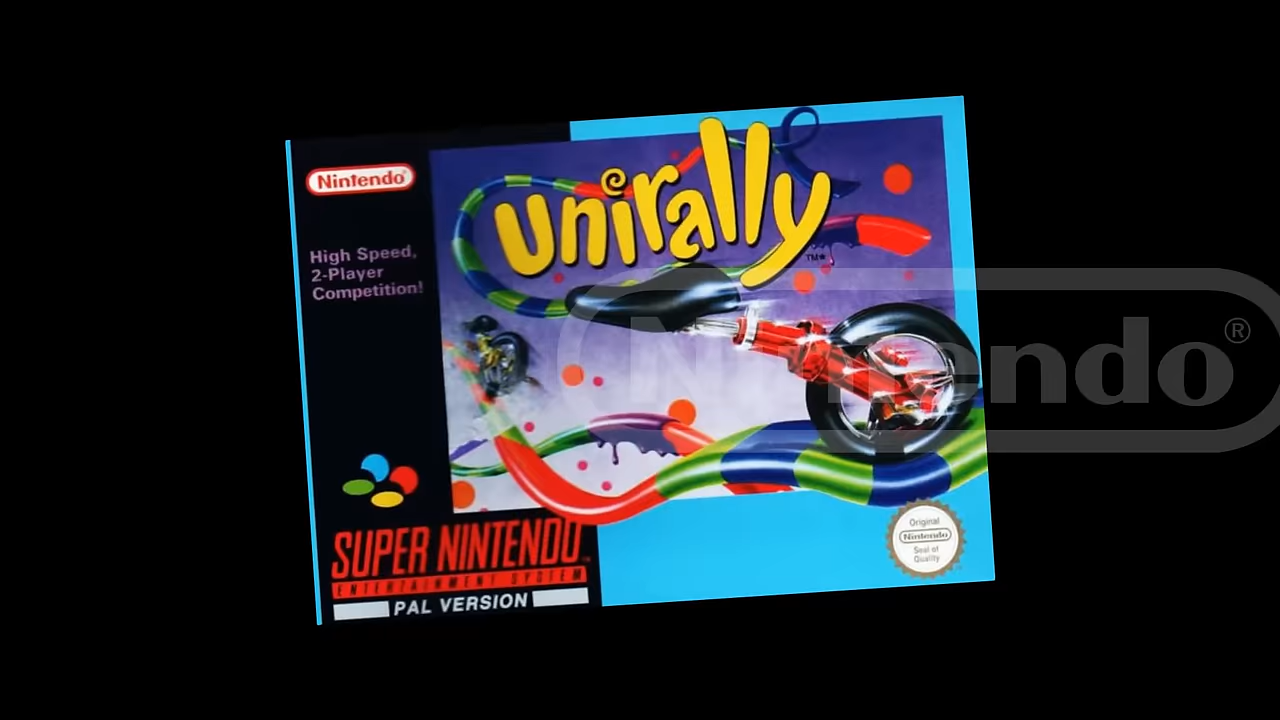 Nintendo
High Speed,
2-Player
Competition!
unirally
TM*
Nintendo®
SUPER NINTENDO
TM
ENTERTAINMENT SYSTEM
PAL VERSION
Original
Nintendo
Seal of
Quality